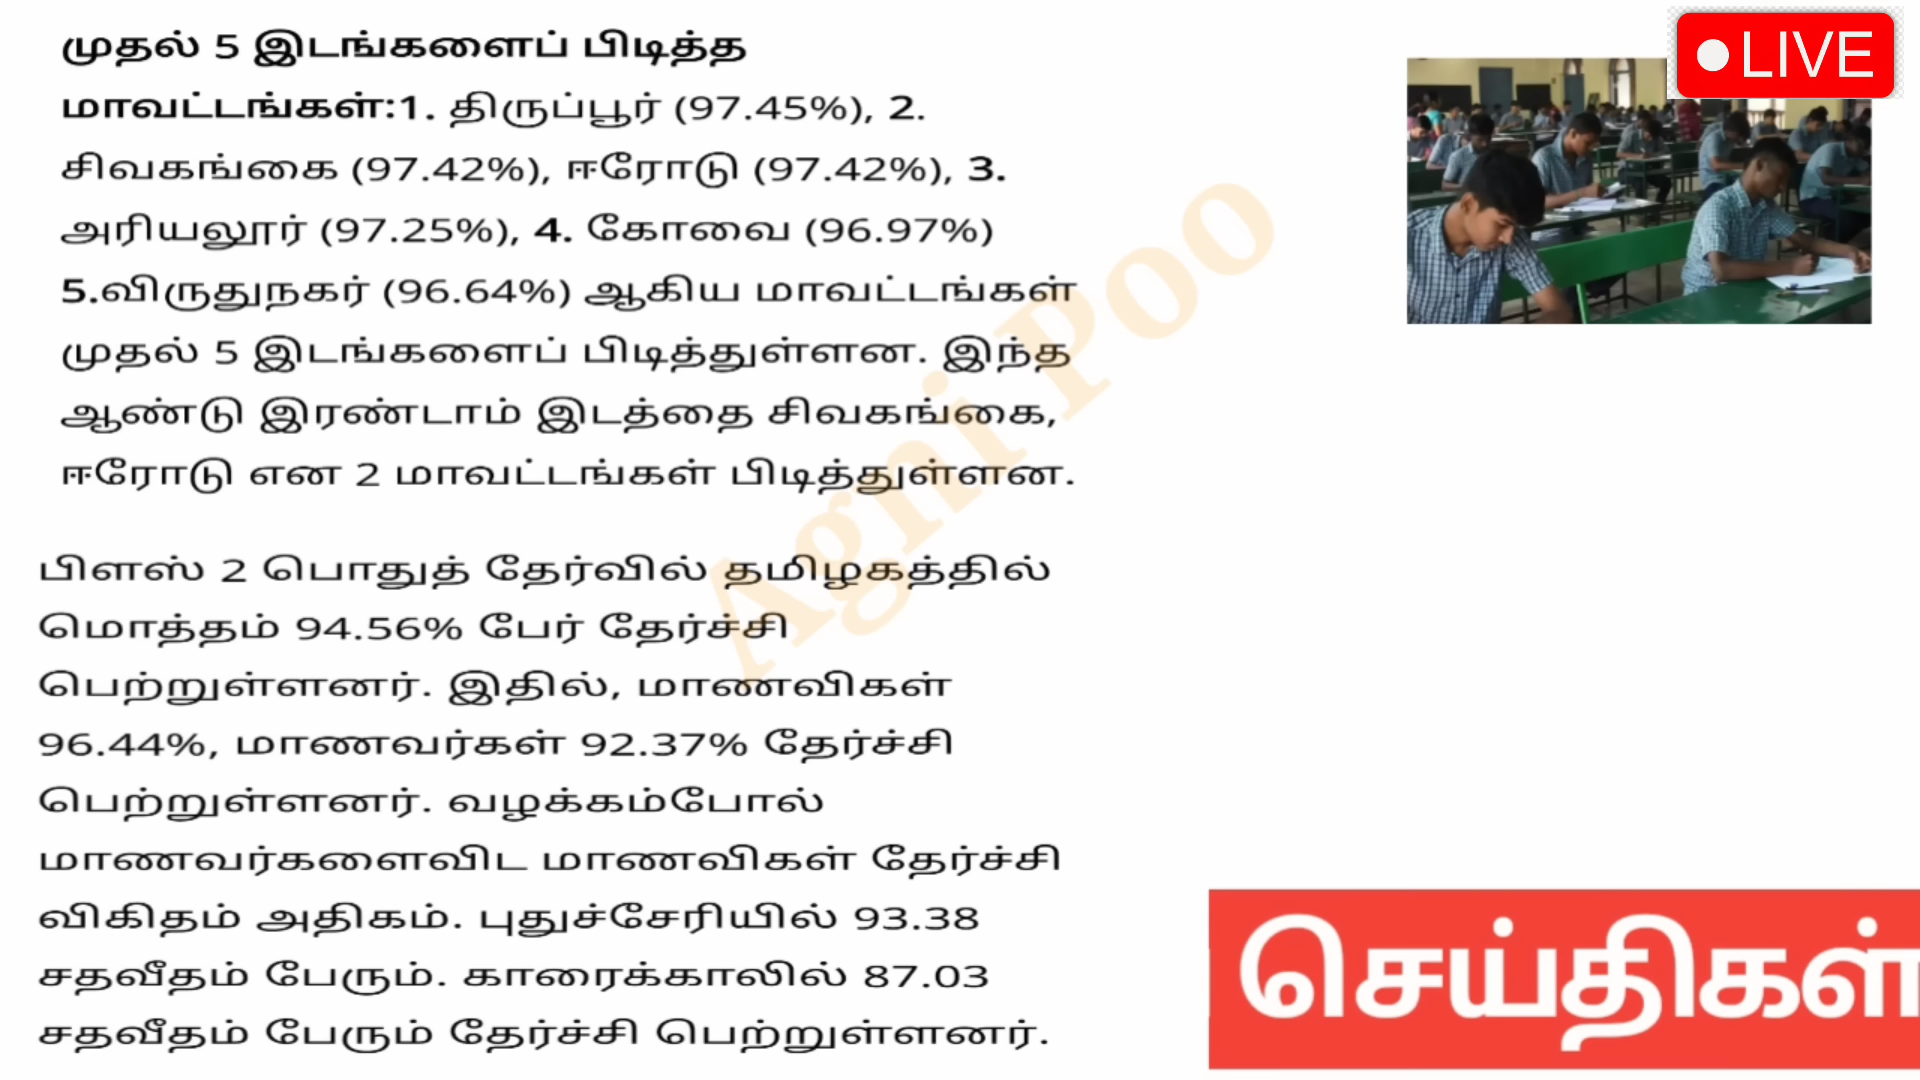 முதல் 5 இடங்களைப் பிடித்த
மாவட்டங்கள்:1. திருப்பூர் (97.45%), 2.
சிவகங்கை (97.42%), ஈரோடு (97.42%), 3.
அரியலூர் (97.25%), 4. கோவை (96.97%)
5.விருதுநகர் (96.64%) ஆகிய மாவட்டங்கள்
முதல் 5 இடங்களைப் பிடித்துள்ளன. இந்த
ஆண்டு இரண்டாம் இடத்தை சிவகங்கை,
ஈரோடு என 2 மாவட்டங்கள் பிடித்துள்ளன.
பிளஸ் 2 பொதுத் தேர்வில் தமிழகத்தில்
மொத்தம் 94.56% பேர் தேர்ச்சி
பெற்றுள்ளனர். இதில், மாணவிகள்
96.44%, மாணவர்கள் 92.37% தேர்ச்சி
பெற்றுள்ளனர். வழக்கம்போல்
மாணவர்களைவிட மாணவிகள் தேர்ச்சி
விகிதம் அதிகம். புதுச்சேரியில் 93.38
சதவீதம் பேரும். காரைக்காலில் 87.03
சதவீதம் பேரும் தேர்ச்சி பெற்றுள்ளனர்.
Agni Poo
LIVE
செய்திகள்